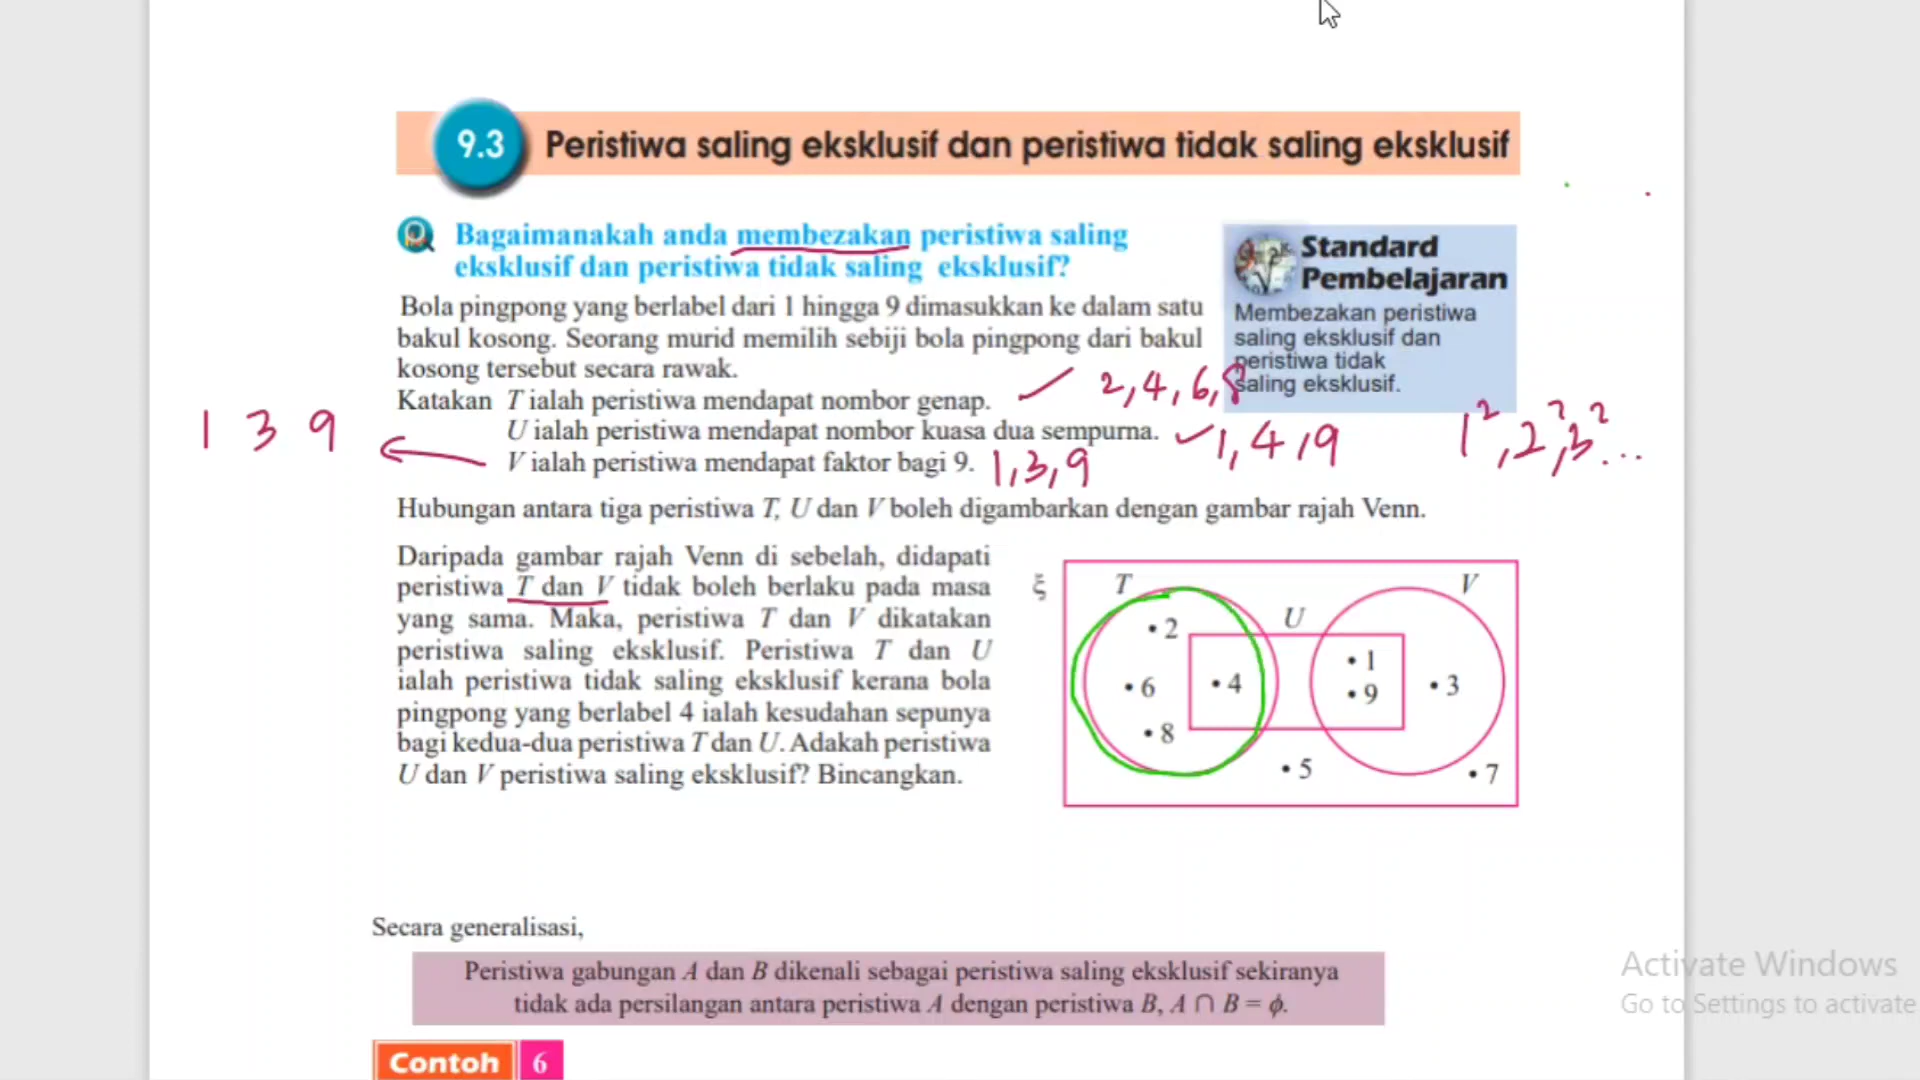 9.3 Peristiwa saling eksklusif dan peristiwa tidak saling eksklusif
Bagaimanakah anda membezakan peristiwa saling
eksklusif dan peristiwa tidak saling eksklusif?
Standard
Pembelajaran
Membezakan peristiwa
saling eksklusif dan
peristiwa tidak
saling eksklusif.
Bola pingpong yang berlabel dari 1 hingga 9 dimasukkan ke dalam satu
bakul kosong. Seorang murid memilih sebiji bola pingpong dari bakul
kosong tersebut secara rawak.
Katakan T ialah peristiwa mendapat nombor genap. 2, 4, 6, 8
U ialah peristiwa mendapat nombor kuasa dua sempurna. 1, 4, 9 1², 2², 3² ...
1 3 9 V ialah peristiwa mendapat faktor bagi 9. 1, 3, 9
Hubungan antara tiga peristiwa T, U dan V boleh digambarkan dengan gambar rajah Venn.
Daripada gambar rajah Venn di sebelah, didapati
peristiwa T dan V tidak boleh berlaku pada masa
yang sama. Maka, peristiwa T dan V dikatakan
peristiwa saling eksklusif. Peristiwa T dan U
ialah peristiwa tidak saling eksklusif kerana bola
pingpong yang berlabel 4 ialah kesudahan sepunya
bagi kedua-dua peristiwa T dan U. Adakah peristiwa
U dan V peristiwa saling eksklusif? Bincangkan.
ξ T V
U
• 2
• 1
• 6 • 4 • 9 • 3
• 8
• 5 • 7
Secara generalisasi,
Peristiwa gabungan A dan B dikenali sebagai peristiwa saling eksklusif sekiranya
tidak ada persilangan antara peristiwa A dengan peristiwa B, A ∩ B = ϕ.
Contoh 6
Activate Windows
Go to Settings to activate